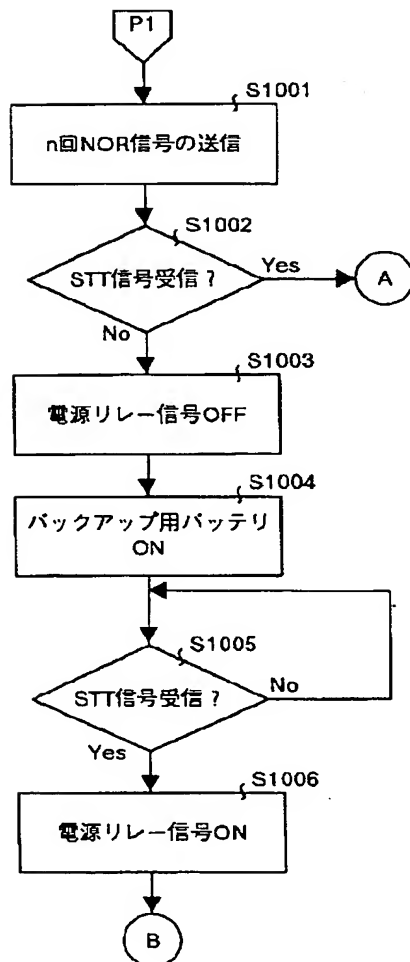 P1
S1001
n回NOR信号の送信
S1002
STT信号受信？
Yes
A
No
S1003
電源リレー信号OFF
S1004
バックアップ用バッテリ
ON
S1005
STT信号受信？
No
Yes
S1006
電源リレー信号ON
B